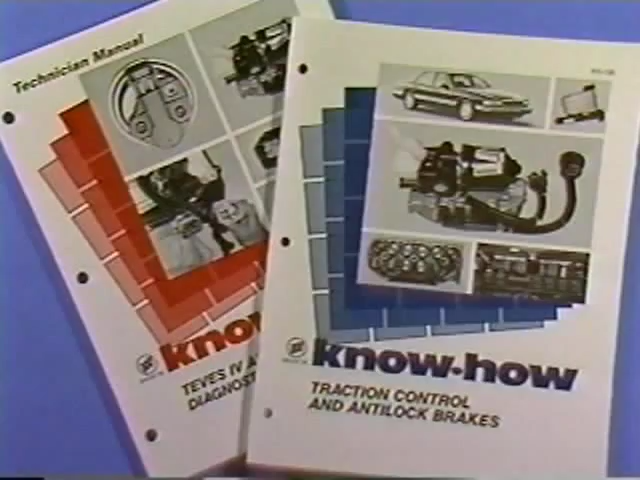 Technician Manual
know
TEVES IV A
DIAGNOST
know-how
TRACTION CONTROL
AND ANTILOCK BRAKES